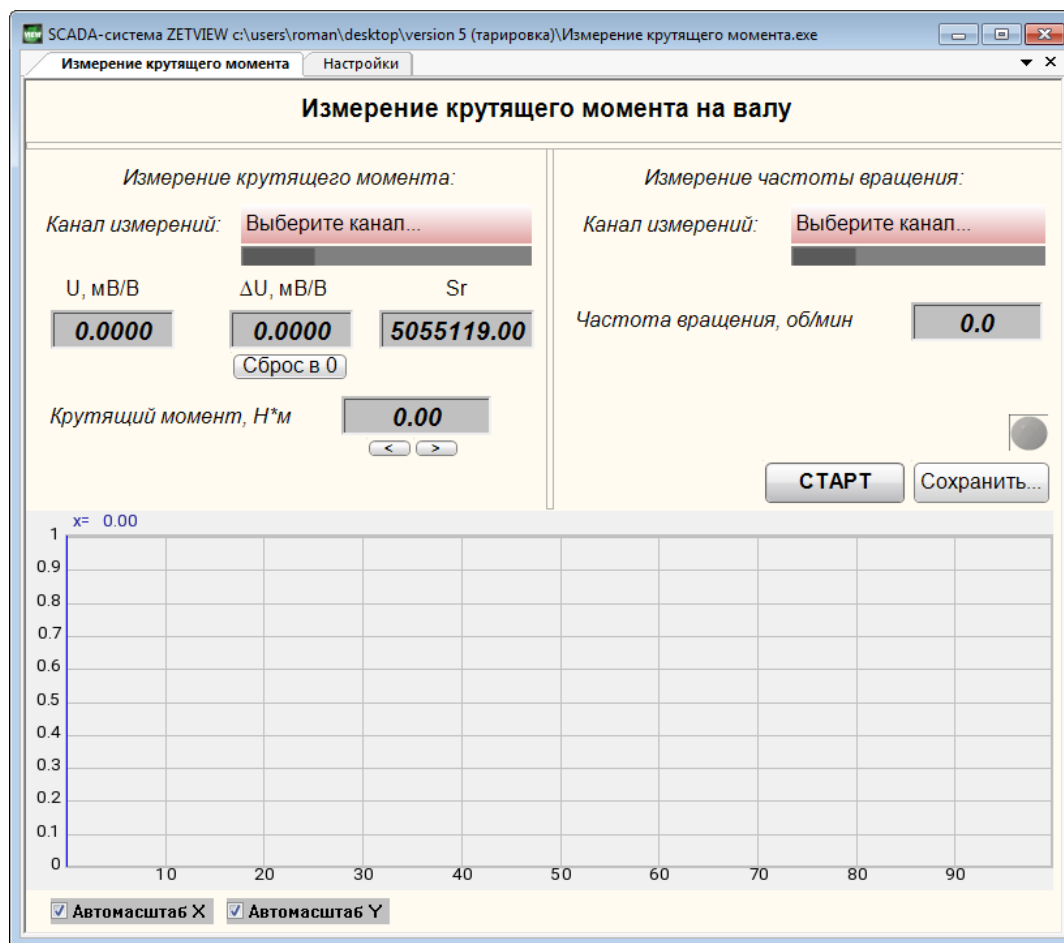 SCADA-система ZETVIEW c:\users\roman\desktop\version 5 (тарировка)\Измерение крутящего момента.exe
Измерение крутящего момента Настройки
Измерение крутящего момента на валу
Измерение крутящего момента:
Канал измерений: Выберите канал...
U, мВ/В ΔU, мВ/В Sr
0.0000 0.0000 5055119.00
Сброс в 0
Крутящий момент, Н*м 0.00
< >
Измерение частоты вращения:
Канал измерений: Выберите канал...
Частота вращения, об/мин 0.0
СТАРТ Сохранить...
x= 0.00
1
0.9
0.8
0.7
0.6
0.5
0.4
0.3
0.2
0.1
0
10 20 30 40 50 60 70 80 90
Автомасштаб X Автомасштаб Y